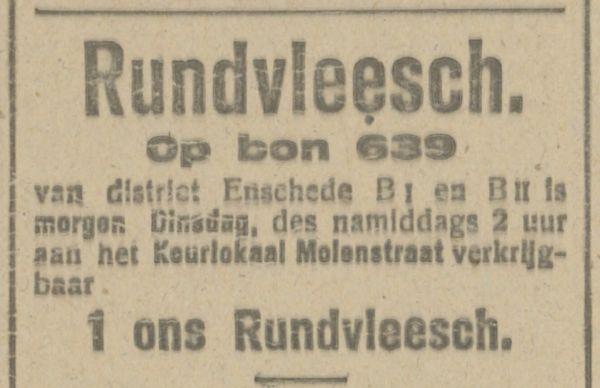 Rundvleesch.
Op bon 639
van district Enschede B I en B II is
morgen Dinsdag, des namiddags 2 uur
aan het Keurlokaal Molenstraat verkrijg-
baar
1 ons Rundvleesch.